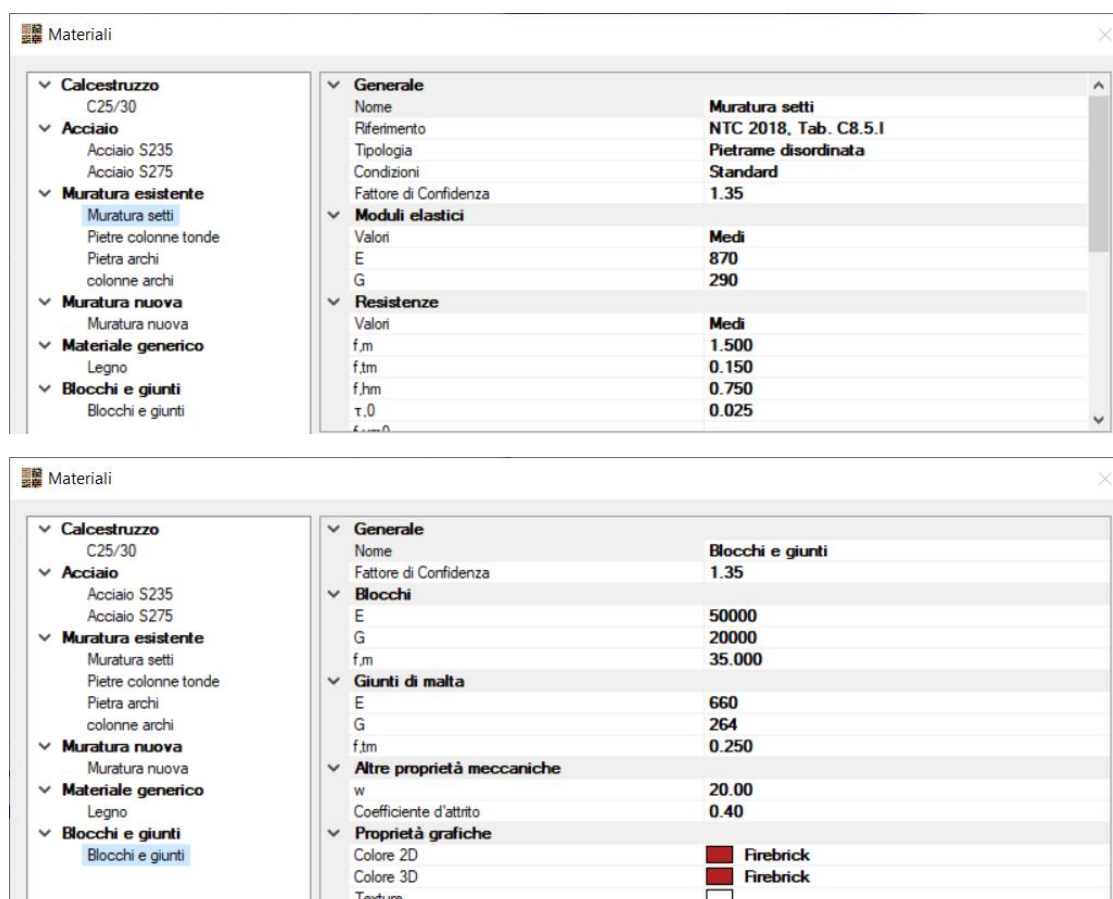 Materiali
Calcestruzzo
C25/30
Acciaio
Acciaio S235
Acciaio S275
Muratura esistente
Muratura setti
Pietre colonne tonde
Pietra archi
colonne archi
Muratura nuova
Muratura nuova
Materiale generico
Legno
Blocchi e giunti
Blocchi e giunti
Generale
Nome Muratura setti
Riferimento NTC 2018, Tab. C8.5.I
Tipologia Pietrame disordinata
Condizioni Standard
Fattore di Confidenza 1.35
Moduli elastici
Valori Medi
E 870
G 290
Resistenze
Valori Medi
f,m 1.500
f,tm 0.150
f,hm 0.750
τ,0 0.025
Materiali
Calcestruzzo
C25/30
Acciaio
Acciaio S235
Acciaio S275
Muratura esistente
Muratura setti
Pietre colonne tonde
Pietra archi
colonne archi
Muratura nuova
Muratura nuova
Materiale generico
Legno
Blocchi e giunti
Blocchi e giunti
Generale
Nome Blocchi e giunti
Fattore di Confidenza 1.35
Blocchi
E 50000
G 20000
f,m 35.000
Giunti di malta
E 660
G 264
f,tm 0.250
Altre proprietà meccaniche
w 20.00
Coefficiente d'attrito 0.40
Proprietà grafiche
Colore 2D Firebrick
Colore 3D Firebrick
Texture